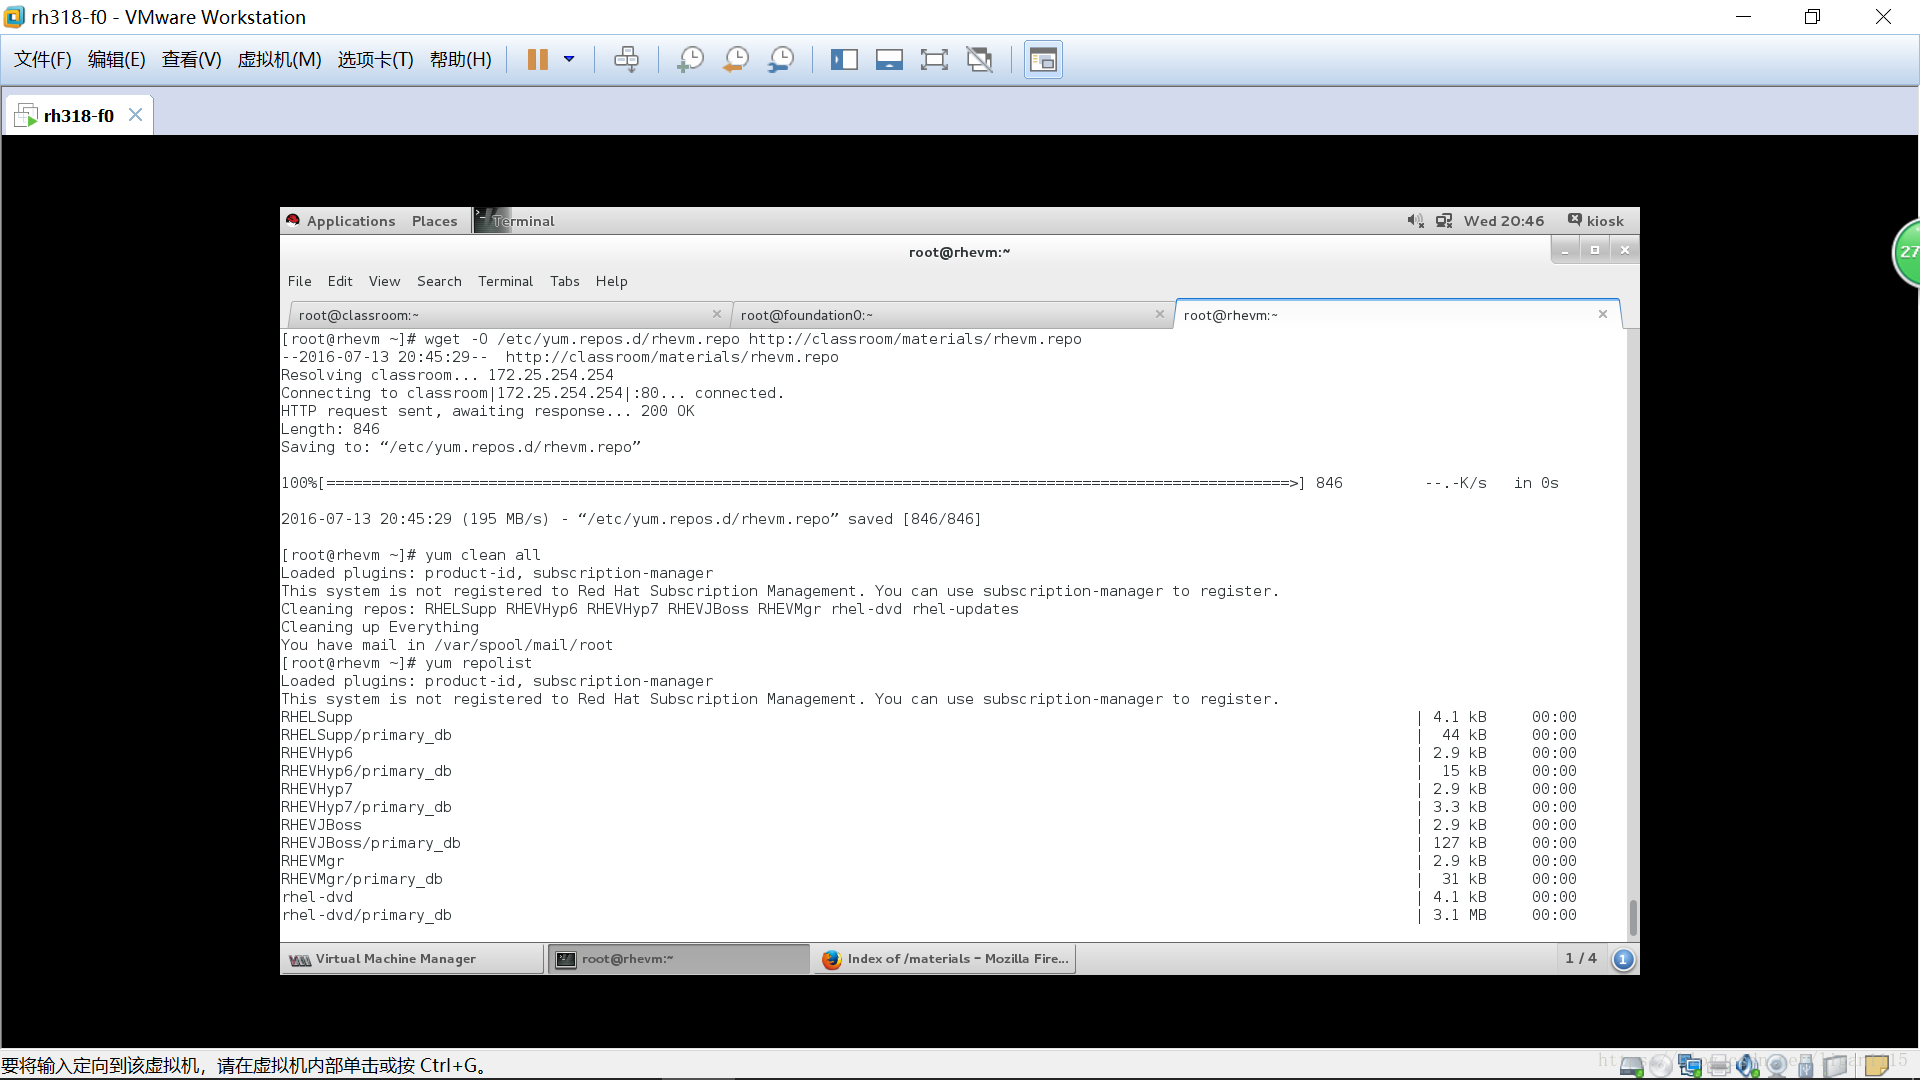 rh318-f0 - VMware Workstation
文件(F) 编辑(E) 查看(V) 虚拟机(M) 选项卡(T) 帮助(H)
rh318-f0
Applications Places Terminal Wed 20:46 kiosk
27
root@rhevm:~
File Edit View Search Terminal Tabs Help
root@classroom:~ root@foundation0:~ root@rhevm:~
[root@rhevm ~]# wget -O /etc/yum.repos.d/rhevm.repo http://classroom/materials/rhevm.repo
--2016-07-13 20:45:29-- http://classroom/materials/rhevm.repo
Resolving classroom... 172.25.254.254
Connecting to classroom|172.25.254.254|:80... connected.
HTTP request sent, awaiting response... 200 OK
Length: 846
Saving to: “/etc/yum.repos.d/rhevm.repo”
100%[===========================================================================================================>] 846 --.-K/s in 0s
2016-07-13 20:45:29 (195 MB/s) - “/etc/yum.repos.d/rhevm.repo” saved [846/846]
[root@rhevm ~]# yum clean all
Loaded plugins: product-id, subscription-manager
This system is not registered to Red Hat Subscription Management. You can use subscription-manager to register.
Cleaning repos: RHELSupp RHEVHyp6 RHEVHyp7 RHEVJBoss RHEVMgr rhel-dvd rhel-updates
Cleaning up Everything
You have mail in /var/spool/mail/root
[root@rhevm ~]# yum repolist
Loaded plugins: product-id, subscription-manager
This system is not registered to Red Hat Subscription Management. You can use subscription-manager to register.
RHELSupp | 4.1 kB 00:00
RHELSupp/primary_db | 44 kB 00:00
RHEVHyp6 | 2.9 kB 00:00
RHEVHyp6/primary_db | 15 kB 00:00
RHEVHyp7 | 2.9 kB 00:00
RHEVHyp7/primary_db | 3.3 kB 00:00
RHEVJBoss | 2.9 kB 00:00
RHEVJBoss/primary_db | 127 kB 00:00
RHEVMgr | 2.9 kB 00:00
RHEVMgr/primary_db | 31 kB 00:00
rhel-dvd | 4.1 kB 00:00
rhel-dvd/primary_db | 3.1 MB 00:00
Virtual Machine Manager root@rhevm:~ Index of /materials – Mozilla Fire... 1 / 4 1
要将输入定向到该虚拟机，请在虚拟机内部单击或按 Ctrl+G。